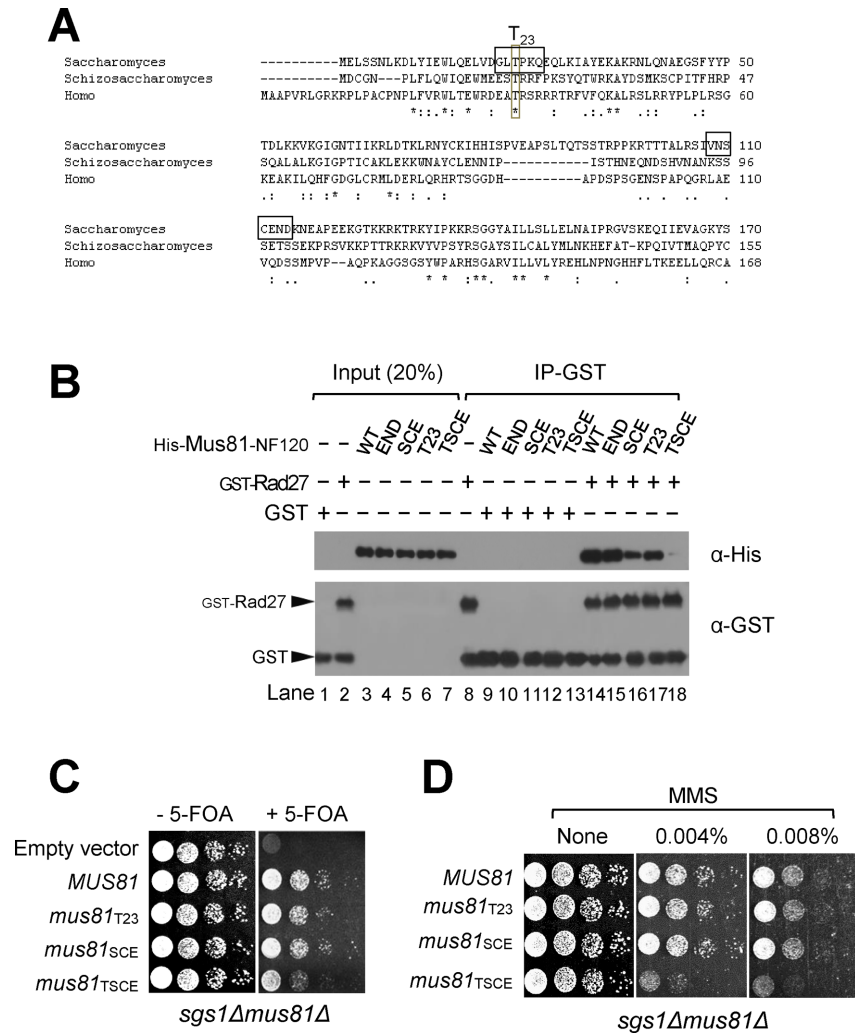 A
T23
Saccharomyces ----------MELSSNLKDLYIEWLQELVDGLTPKQEQLKIAYEKAKRNLQNAEGSFYYP 50
Schizosaccharomyces ----------MDCGN---PLFLQWIQEWMEESTRRRFPKSYQTWRKAYDSMKSCPITFHRP 47
Homo MAAPVRLGRKRPLPACPNPLFVRWLTEWRDEATRSRRRTRFVFQKALRSLRRYPLPLRSG 60
TDLKKVKGIGNTIIKRLDTKLRNYCKIHHISPVEAPSLTQTSSTRPPKRTTTALRSIVNS 110
Saccharomyces
Schizosaccharomyces SQALALKGIGPTICAKLEKKWNAYCLENNIP-----------ISTHNEQNDSHVNANKSS 96
Homo KEAKILQHFGDGLCRMLDERLQRHRTSGGDH-----------APDSPSGENSPAPQGRLAE 110
Saccharomyces CENDKNEAPEEKGTKKRKTRKYIPKKRSGGYAILLSLLELNAIPRGVSKEQIIEVAGKYS 170
Schizosaccharomyces SETSSEKPRSVKKPTTRKRKVYVPSYRSGAYSILCALYMLNKHEFAT-KPQIVTMAQPYC 155
Homo VQDSSMPVP--AQPKAGGSGSYWPARHSGARVILLVLYREHLNPNGHHFLTKEELLQRCA 168
B
Input (20%) IP-GST
His-Mus81-NF120 – – WT END SCE T23 TSCE – WT END SCE T23 TSCE WT END SCE T23 TSCE
GST-Rad27 – + – – – – – + – – – – – + + + + +
GST + – – – – – – – + + + + + – – – – –
α-His
GST-Rad27
α-GST
GST
Lane 1 2 3 4 5 6 7 8 9 10 11 12 13 14 15 16 17 18
C
- 5-FOA + 5-FOA
Empty vector
MUS81
mus81T23
mus81SCE
mus81TSCE
sgs1Δmus81Δ
D
MMS
None 0.004% 0.008%
MUS81
mus81T23
mus81SCE
mus81TSCE
sgs1Δmus81Δ